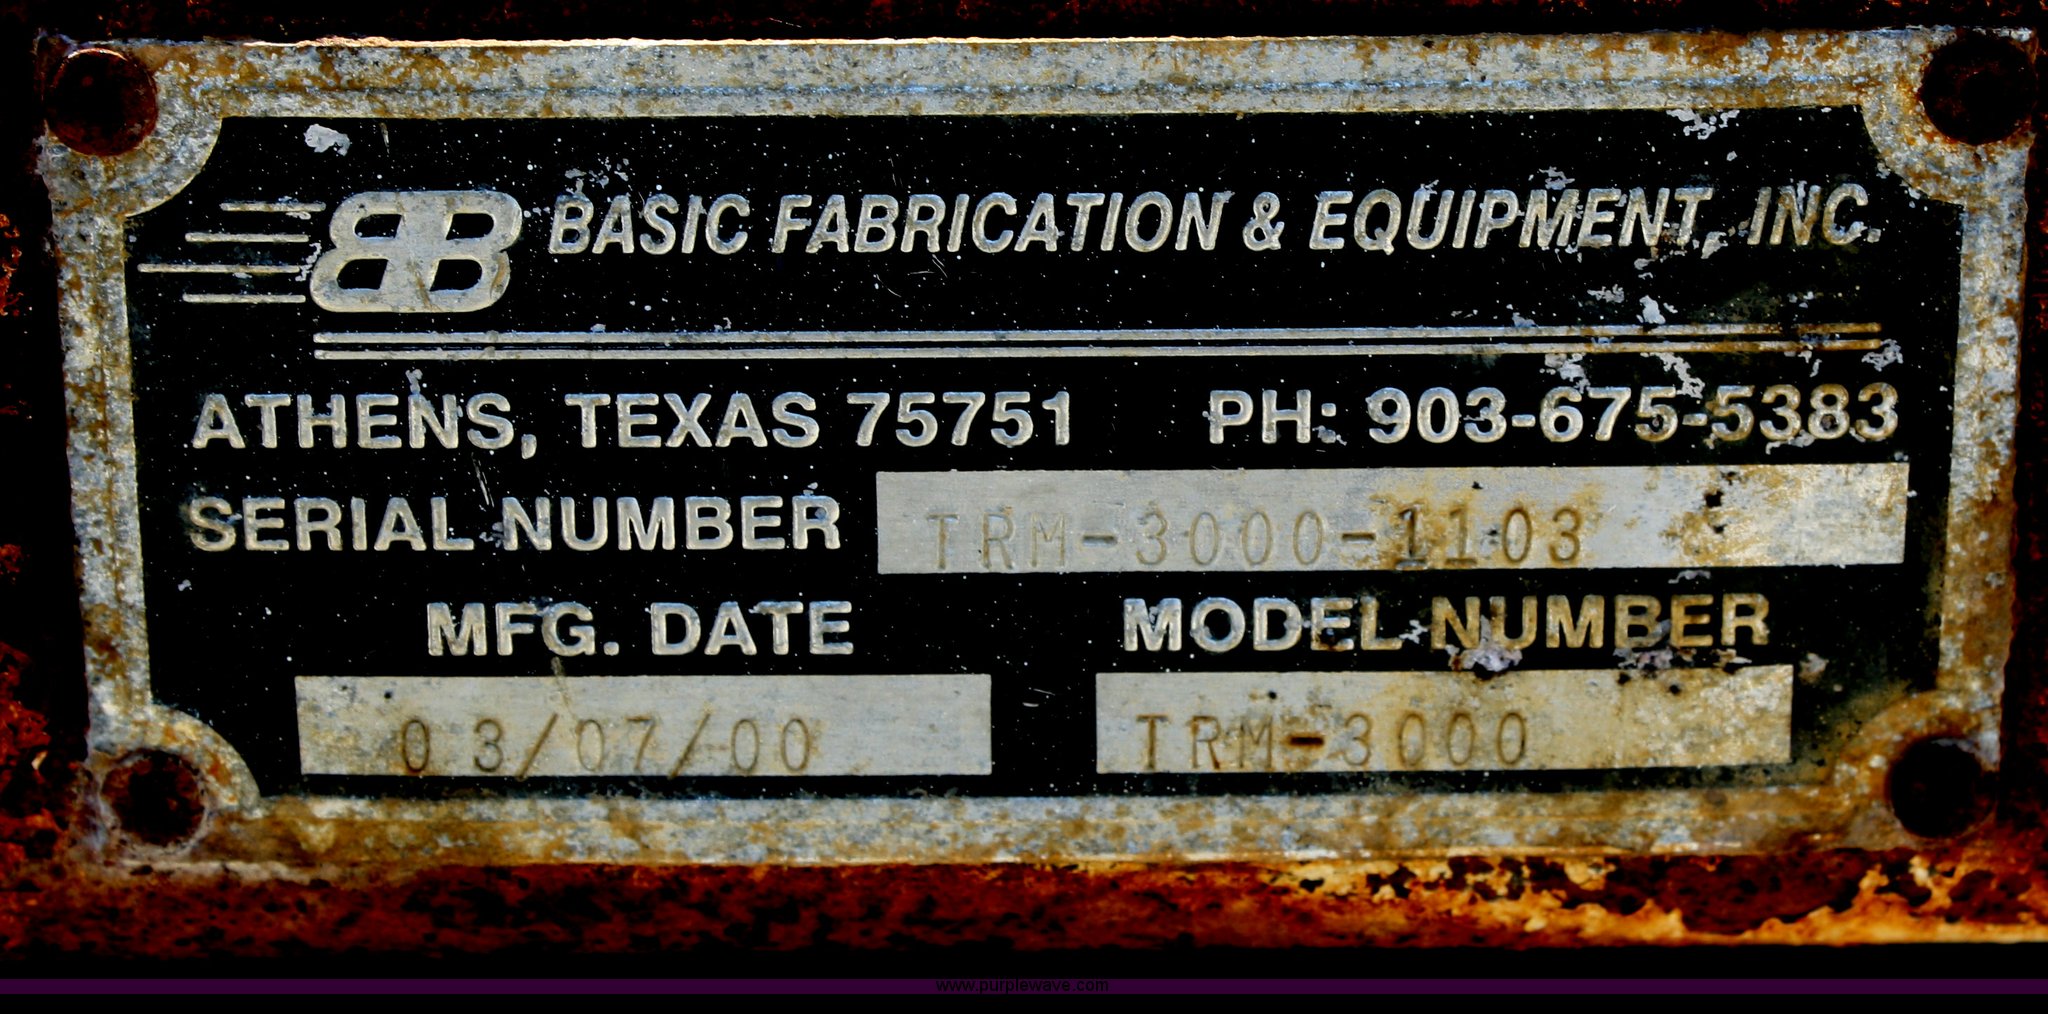 BB BASIC FABRICATION & EQUIPMENT, INC.
ATHENS, TEXAS 75751 PH: 903-675-5383
SERIAL NUMBER TRM-3000-1103
MFG. DATE MODEL NUMBER
03/07/00 TRM-3000
www.purplewave.com